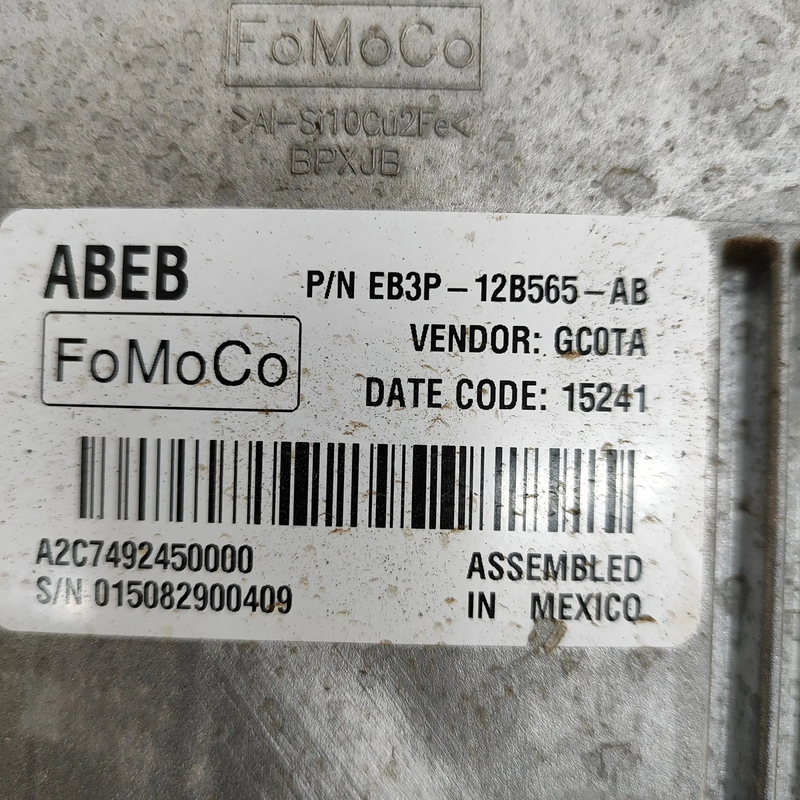 FoMoCo
>Al-Si10Cu2Fe<
BPXJB
ABEB
P/N EB3P-12B565-AB
FoMoCo
VENDOR: GC0TA
DATE CODE: 15241
A2C7492450000
S/N 015082900409
ASSEMBLED
IN MEXICO